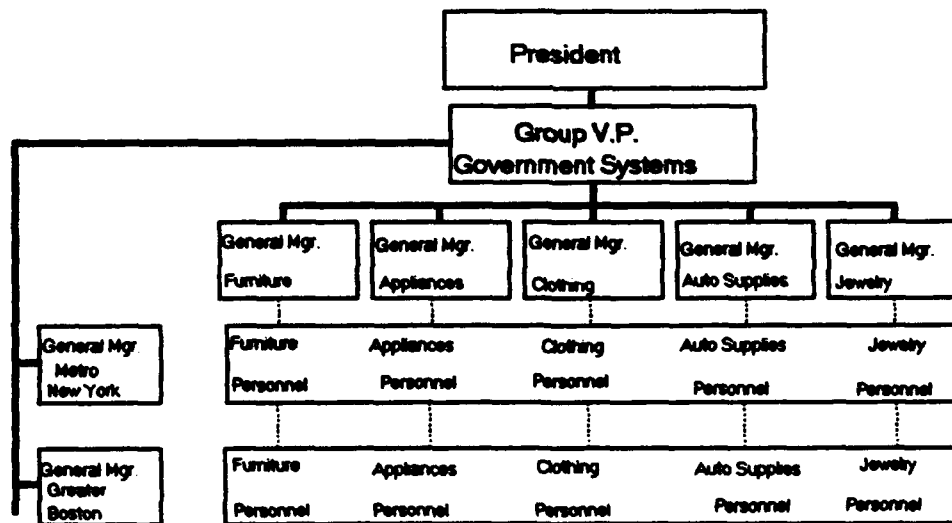 President
Group V.P.
Government Systems
General Mgr.
Furniture
General Mgr.
Appliances
General Mgr.
Clothing
General Mgr.
Auto Supplies
General Mgr.
Jewelry
General Mgr.
Metro
New York
Furniture Appliances Clothing Auto Supplies Jewelry
Personnel Personnel Personnel Personnel Personnel
General Mgr.
Greater
Boston
Furniture Appliances Clothing Auto Supplies Jewelry
Personnel Personnel Personnel Personnel Personnel